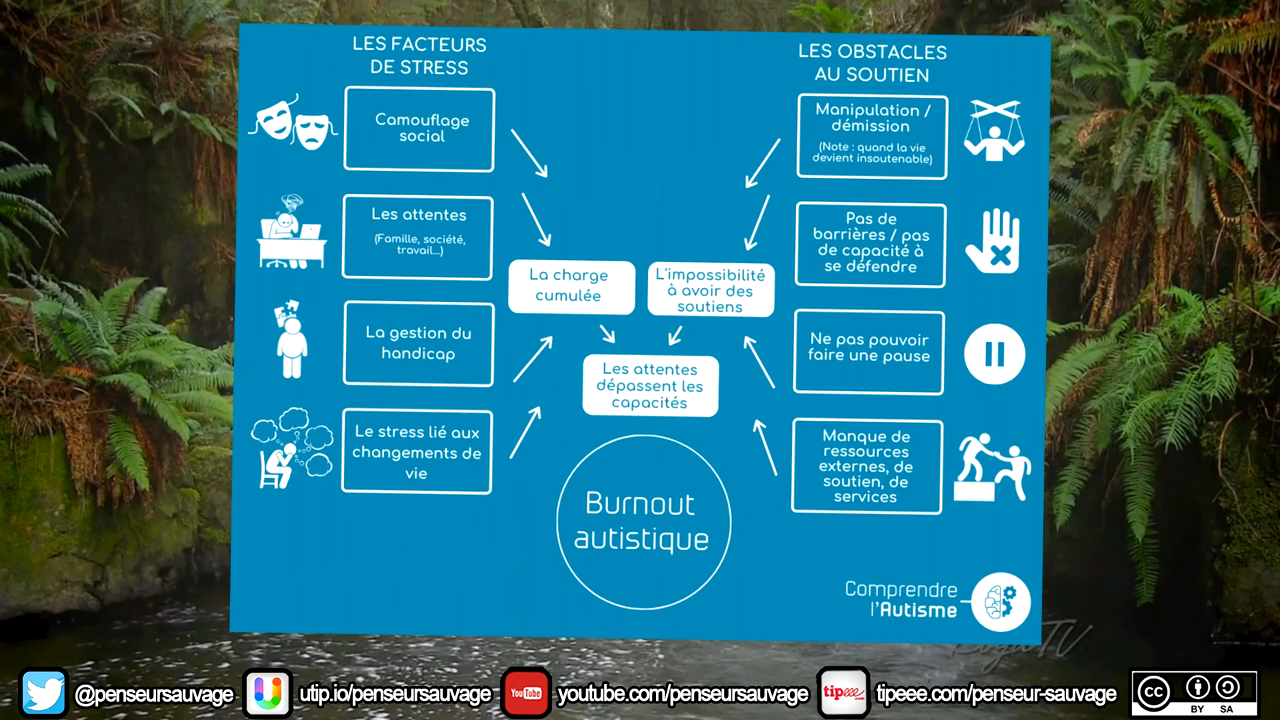 LES FACTEURS
DE STRESS
Camouflage
social
Les attentes
(Famille, société,
travail...)
La gestion du
handicap
Le stress lié aux
changements de
vie
La charge
cumulée
L'impossibilité
à avoir des
soutiens
Les attentes
dépassent les
capacités
Burnout
autistique
LES OBSTACLES
AU SOUTIEN
Manipulation /
démission
(Note : quand la vie
devient insoutenable)
Pas de
barrières / pas
de capacité à
se défendre
Ne pas pouvoir
faire une pause
Manque de
ressources
externes, de
soutien, de
services
Comprendre
l'Autisme
@penseursauvage
utip.io/penseursauvage
YouTube
youtube.com/penseursauvage
tipeee
tipeee.com/penseur-sauvage
cc
BY SA